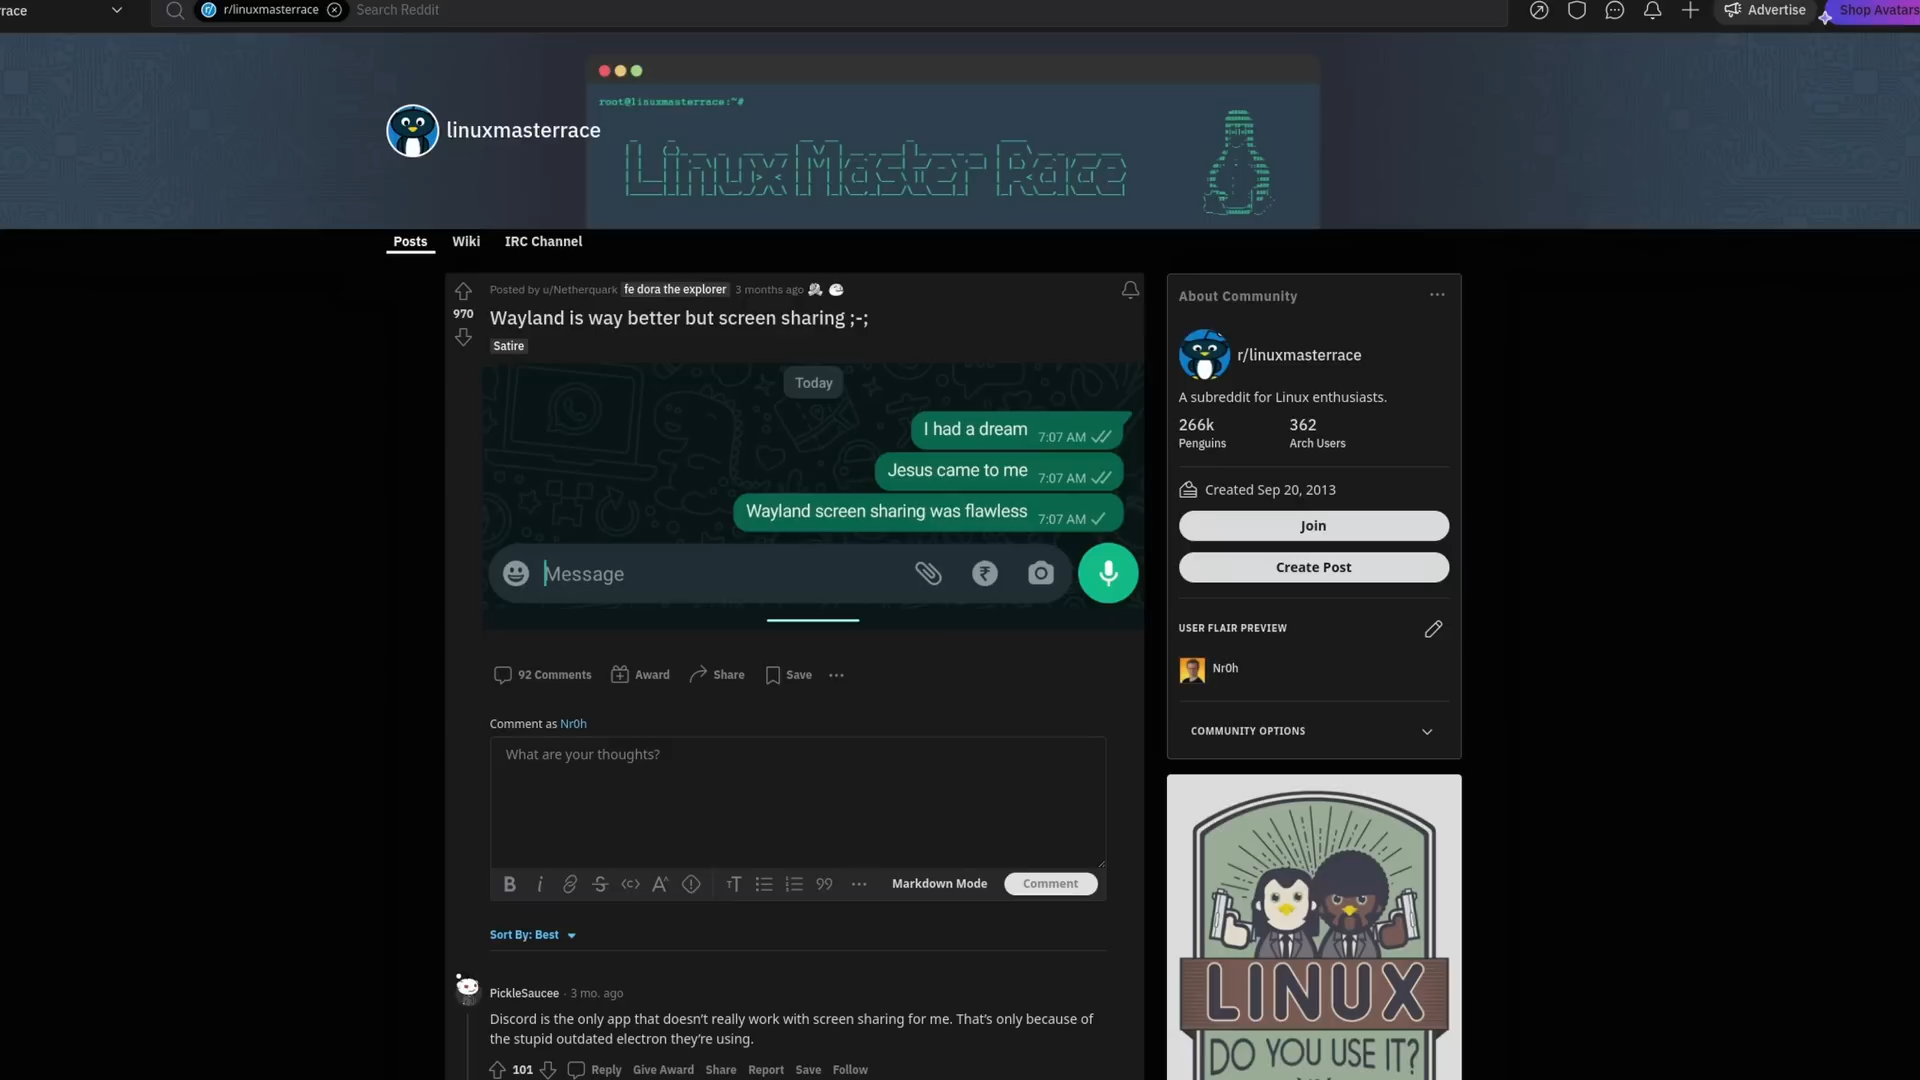 race
r/linuxmasterrace
Search Reddit
Advertise
Shop Avatars
root@linuxmasterrace:~#
linuxmasterrace
Linux Master Race
Posts
Wiki
IRC Channel
Posted by u/Netherquark
fe dora the explorer
3 months ago
970
Wayland is way better but screen sharing ;-;
Satire
Today
I had a dream 7:07 AM
Jesus came to me 7:07 AM
Wayland screen sharing was flawless 7:07 AM
Message
92 Comments
Award
Share
Save
Comment as Nr0h
What are your thoughts?
Markdown Mode
Comment
Sort By: Best
PickleSaucee · 3 mo. ago
Discord is the only app that doesn’t really work with screen sharing for me. That’s only because of
the stupid outdated electron they’re using.
101
Reply
Give Award
Share
Report
Save
Follow
About Community
r/linuxmasterrace
A subreddit for Linux enthusiasts.
266k
362
Penguins
Arch Users
Created Sep 20, 2013
Join
Create Post
USER FLAIR PREVIEW
Nr0h
COMMUNITY OPTIONS
LINUX
DO YOU USE IT?